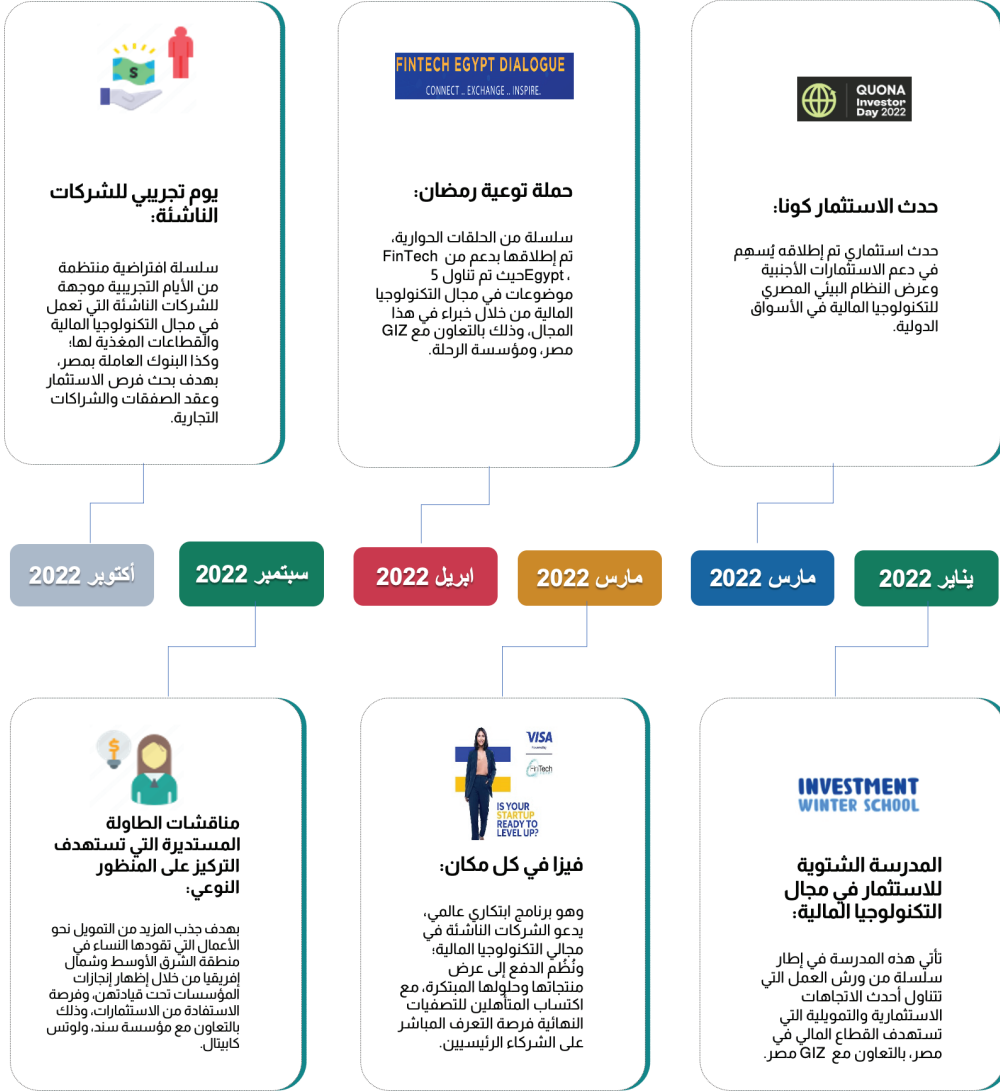 QUONA
Investor
Day 2022
حدث الاستثمار كونا:
حدث استثماري تم إطلاقه يُسهِم
في دعم الاستثمارات الأجنبية
وعرض النظام البيئي المصري
للتكنولوجيا المالية في الأسواق
الدولية.
FINTECH EGYPT DIALOGUE
CONNECT .. EXCHANGE .. INSPIRE.
حملة توعية رمضان:
سلسلة من الحلقات الحوارية،
تم إطلاقها بدعم من FinTech
، Egyptحيث تم تناول 5
موضوعات في مجال التكنولوجيا
المالية من خلال خبراء في هذا
المجال، وذلك بالتعاون مع GIZ
مصر، ومؤسسة الرحلة.
$
يوم تجريبي للشركات
الناشئة:
سلسلة افتراضية منتظمة
من الأيام التجريبية موجهة
للشركات الناشئة التي تعمل
في مجال التكنولوجيا المالية
والقطاعات المغذية لها؛
وكذا البنوك العاملة بمصر،
بهدف بحث فرص الاستثمار
وعقد الصفقات والشراكات
التجارية.
يناير 2022
مارس 2022
مارس 2022
ابريل 2022
سبتمبر 2022
أكتوبر 2022
INVESTMENT
WINTER SCHOOL
المدرسة الشتوية
للاستثمار في مجال
التكنولوجيا المالية:
تأتي هذه المدرسة في إطار
سلسلة من ورش العمل التي
تتناول أحدث الاتجاهات
الاستثمارية والتمويلية التي
تستهدف القطاع المالي في
مصر، بالتعاون مع GIZ مصر.
VISA
FinTech
IS YOUR
STARTUP
READY TO
LEVEL UP?
فيزا في كل مكان:
وهو برنامج ابتكاري عالمي،
يدعو الشركات الناشئة في
مجالي التكنولوجيا المالية؛
ونُظُم الدفع إلى عرض
منتجاتها وحلولها المبتكرة، مع
اكتساب المتأهلين للتصفيات
النهائية فرصة التعرف المباشر
على الشركاء الرئيسيين.
$
مناقشات الطاولة
المستديرة التي تستهدف
التركيز على المنظور
النوعي:
بهدف جذب المزيد من التمويل نحو
الأعمال التي تقودها النساء في
منطقة الشرق الأوسط وشمال
إفريقيا من خلال إظهار إنجازات
المؤسسات تحت قيادتهن، وفرصة
الاستفادة من الاستثمارات، وذلك
بالتعاون مع مؤسسة سند، ولوتس
كابيتال.